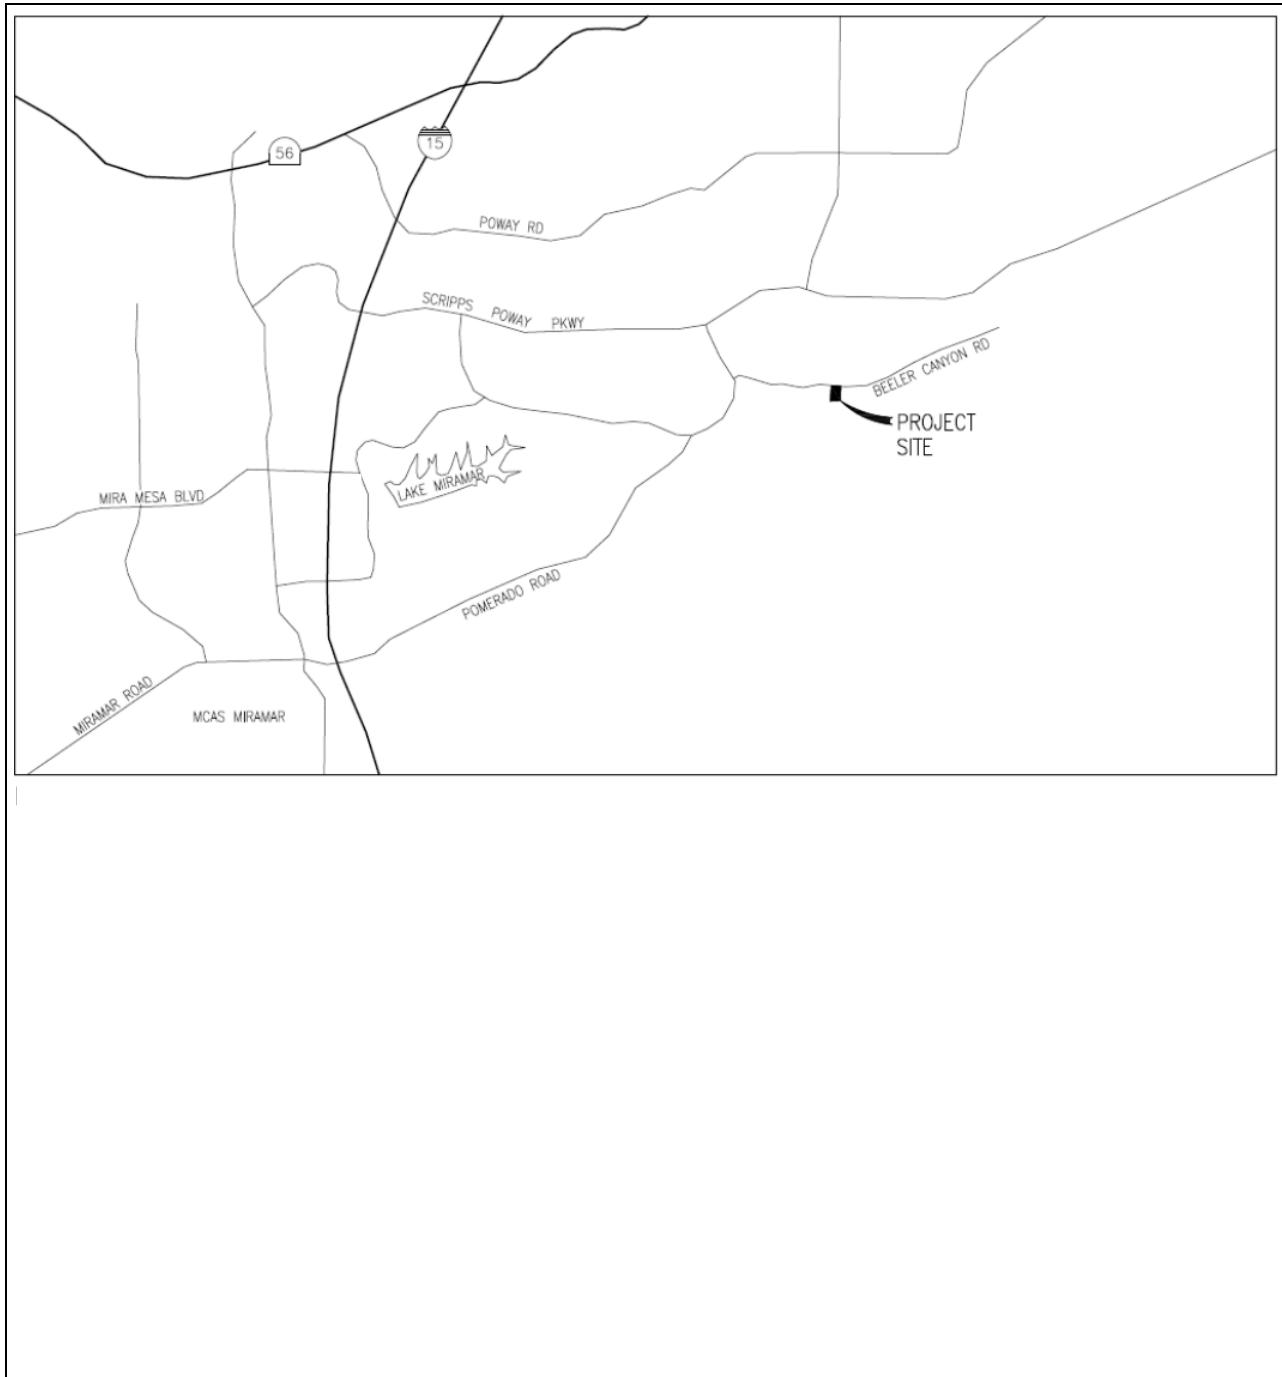 56
15
POWAY RD
SCRIPPS POWAY PKWY
BEELER CANYON RD
PROJECT
SITE
LAKE MIRAMAR
MIRA MESA BLVD
POMERADO ROAD
MIRAMAR ROAD
MCAS MIRAMAR